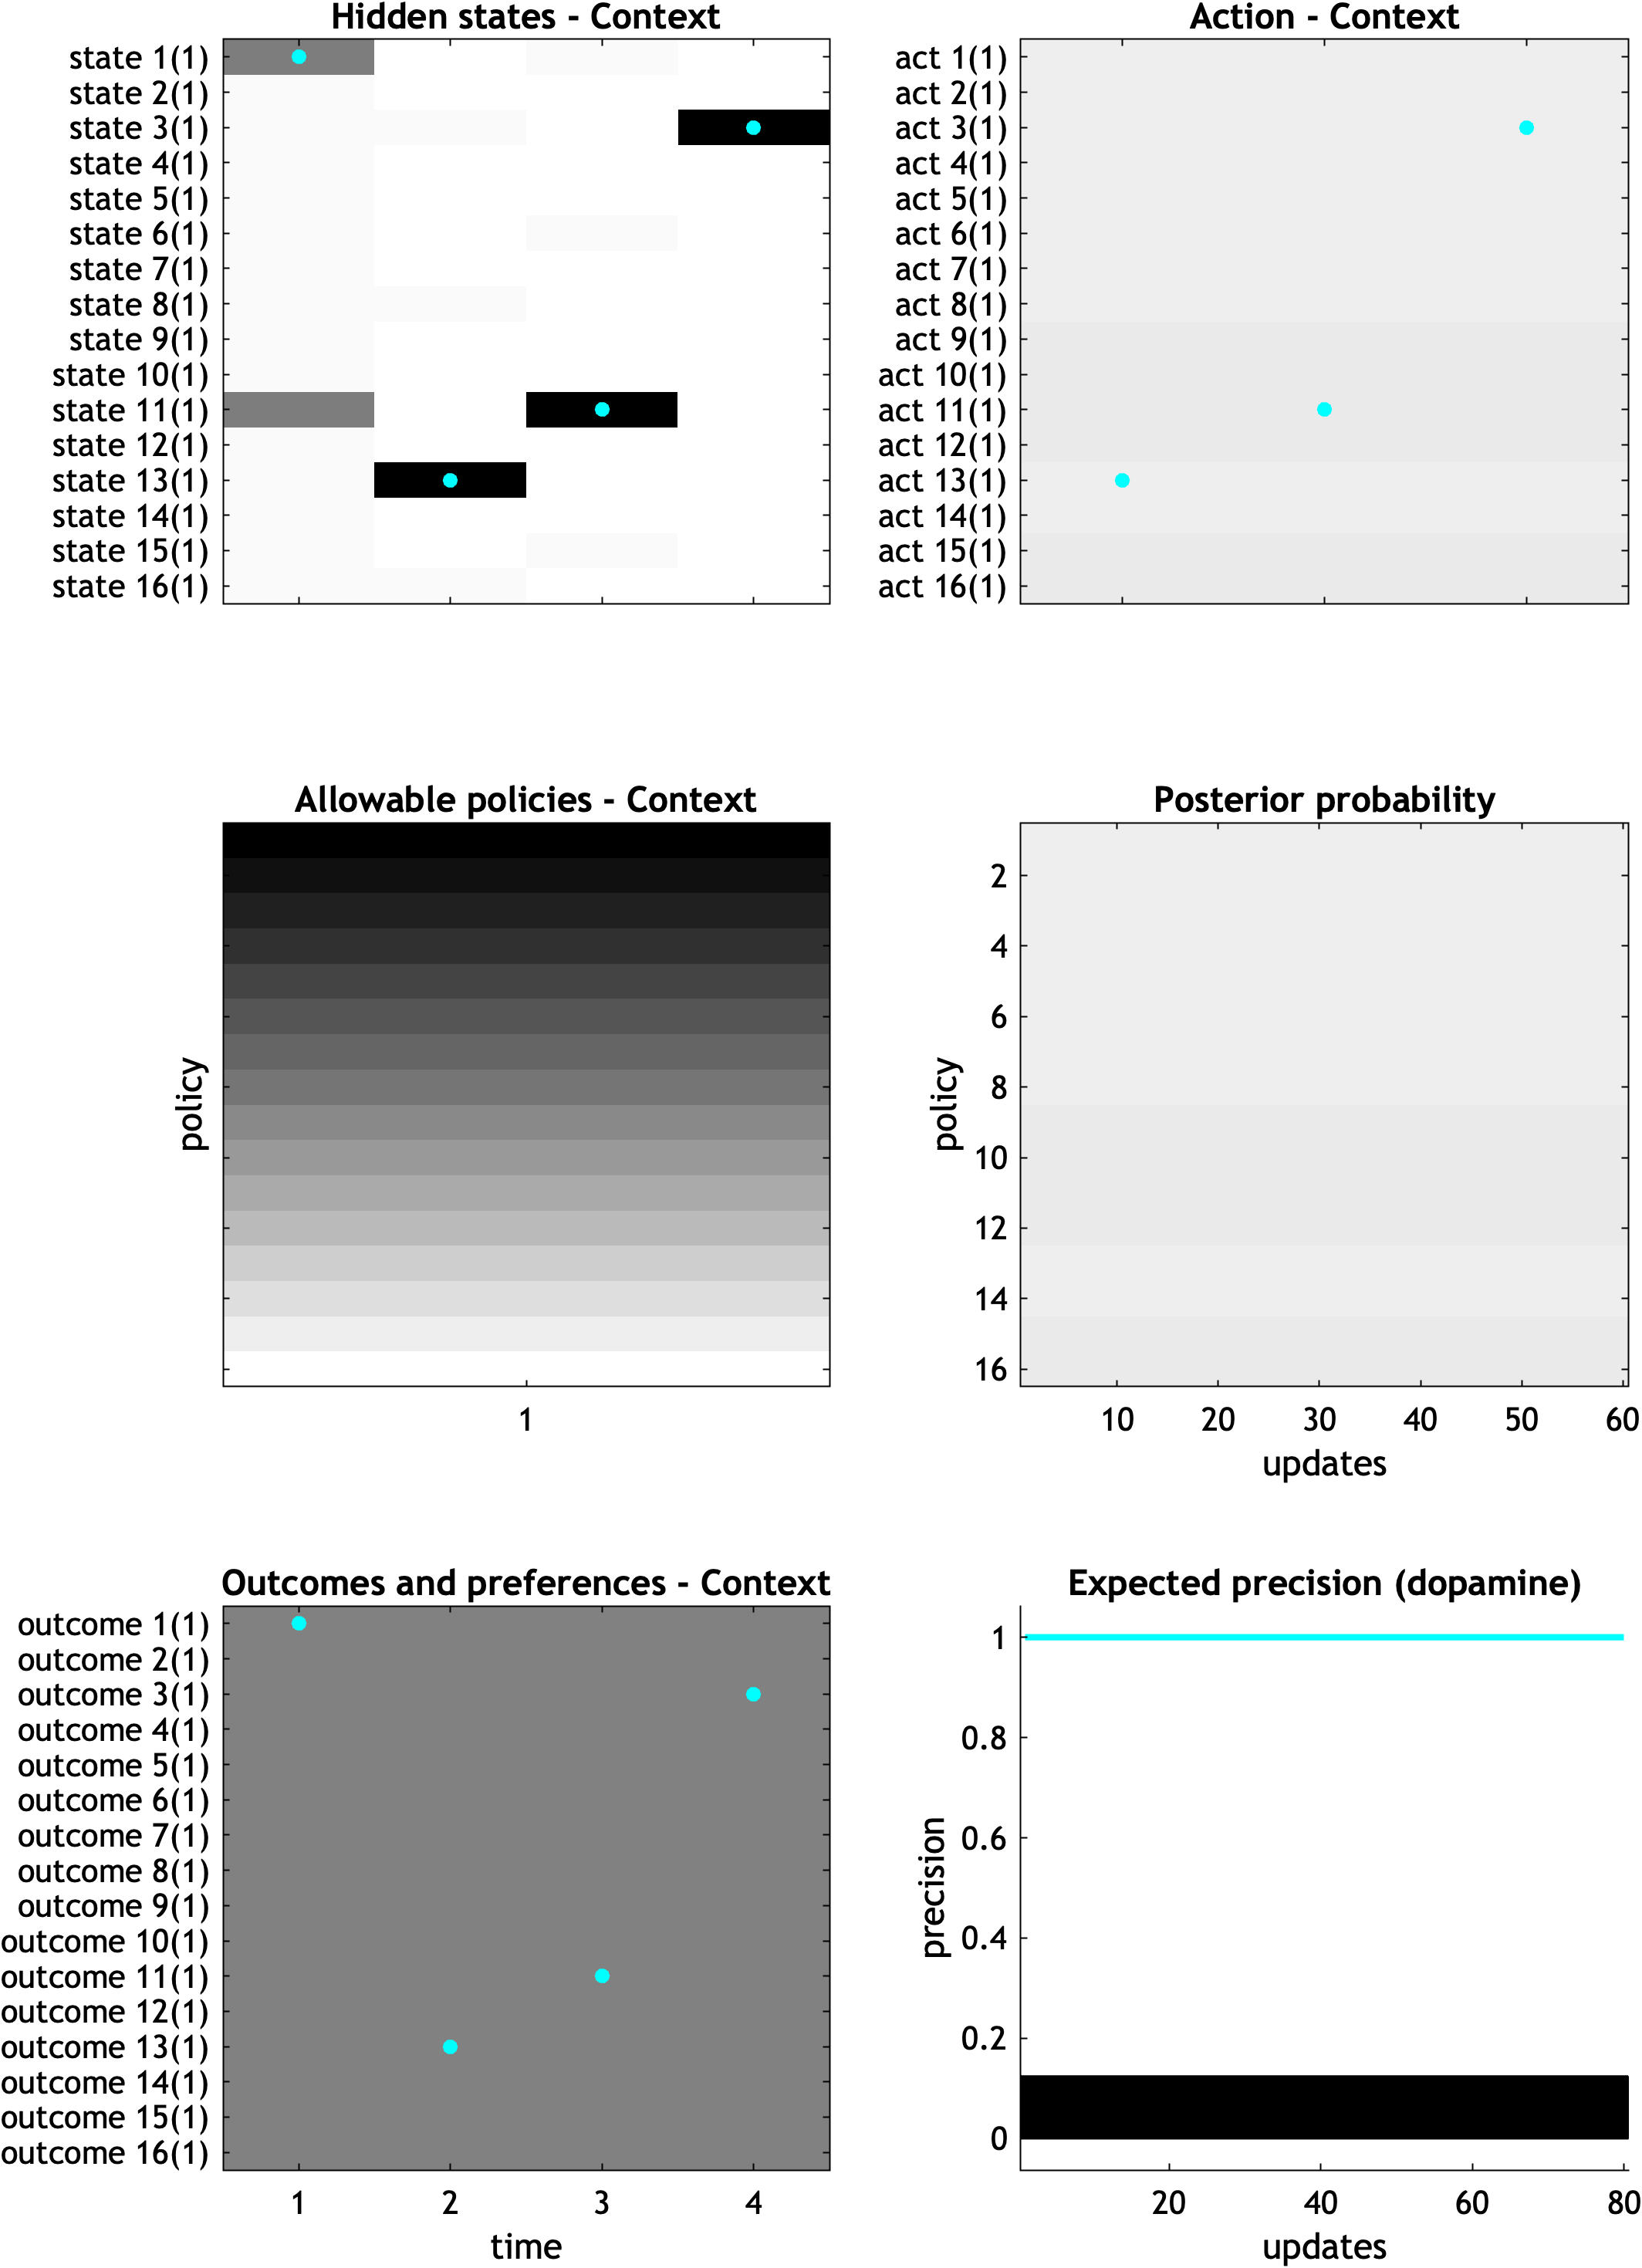 Hidden states - Context
state 1(1)
state 2(1)
state 3(1)
state 4(1)
state 5(1)
state 6(1)
state 7(1)
state 8(1)
state 9(1)
state 10(1)
state 11(1)
state 12(1)
state 13(1)
state 14(1)
state 15(1)
state 16(1)
Action - Context
act 1(1)
act 2(1)
act 3(1)
act 4(1)
act 5(1)
act 6(1)
act 7(1)
act 8(1)
act 9(1)
act 10(1)
act 11(1)
act 12(1)
act 13(1)
act 14(1)
act 15(1)
act 16(1)
Allowable policies - Context
policy
1
Posterior probability
policy
2
4
6
8
10
12
14
16
10 20 30 40 50 60
updates
Outcomes and preferences - Context
outcome 1(1)
outcome 2(1)
outcome 3(1)
outcome 4(1)
outcome 5(1)
outcome 6(1)
outcome 7(1)
outcome 8(1)
outcome 9(1)
outcome 10(1)
outcome 11(1)
outcome 12(1)
outcome 13(1)
outcome 14(1)
outcome 15(1)
outcome 16(1)
1 2 3 4
time
Expected precision (dopamine)
precision
1
0.8
0.6
0.4
0.2
0
20 40 60 80
updates